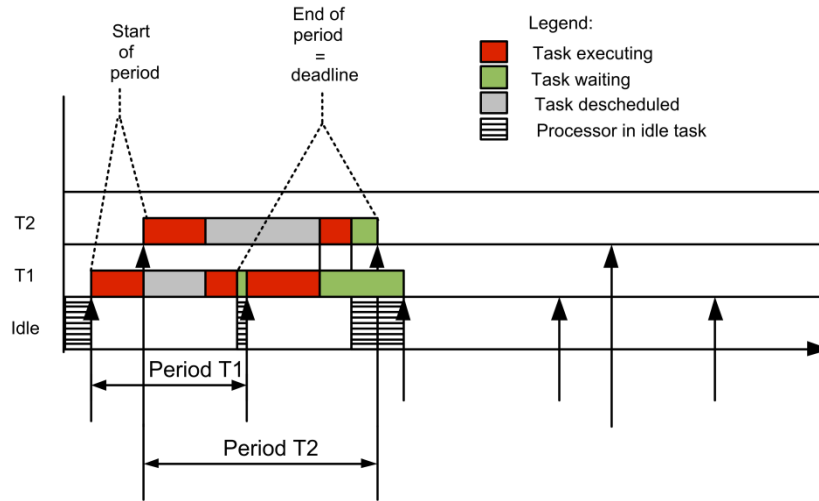 Start
of
period
End of
period
=
deadline
Legend:
Task executing
Task waiting
Task descheduled
Processor in idle task
T2
T1
Idle
Period T1
Period T2